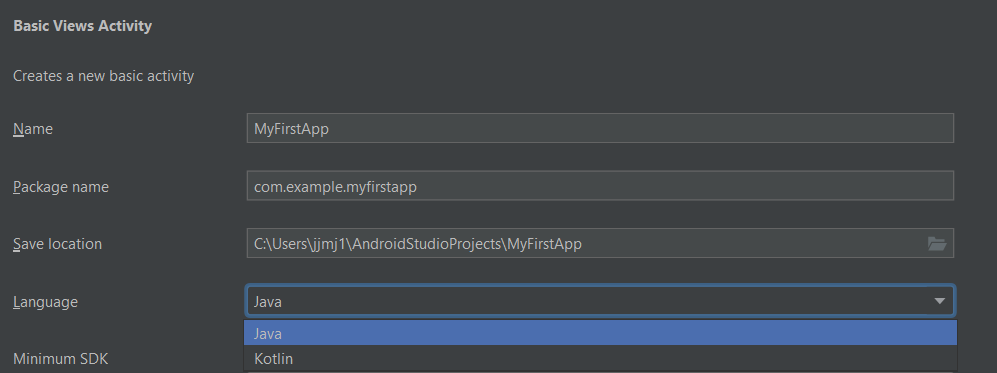 Basic Views Activity
Creates a new basic activity
Name MyFirstApp
Package name com.example.myfirstapp
Save location C:\Users\jjmj1\AndroidStudioProjects\MyFirstApp
Language Java
Java
Minimum SDK Kotlin